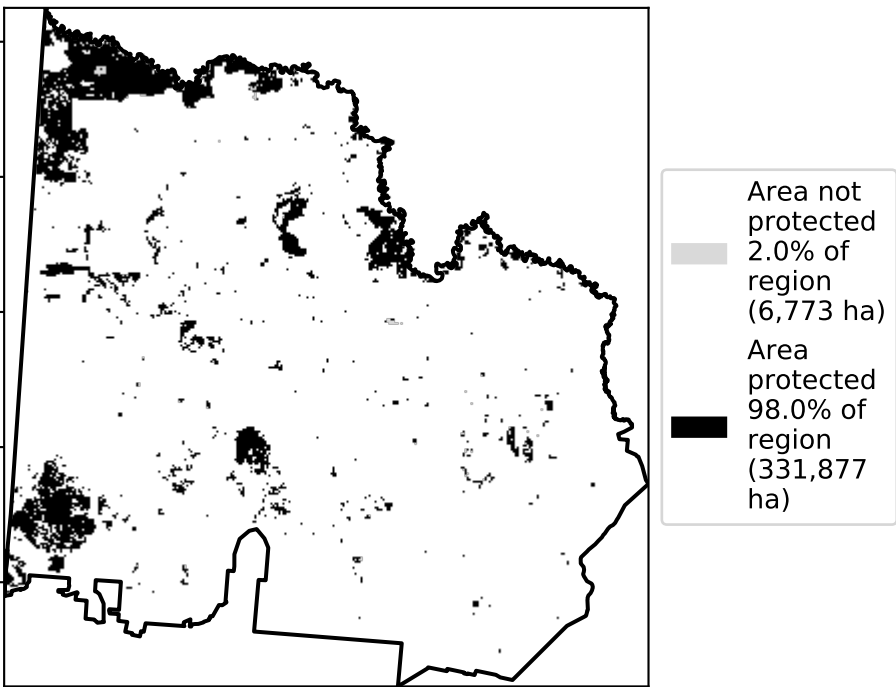 Area not
protected
2.0% of
region
(6,773 ha)
Area
protected
98.0% of
region
(331,877
ha)